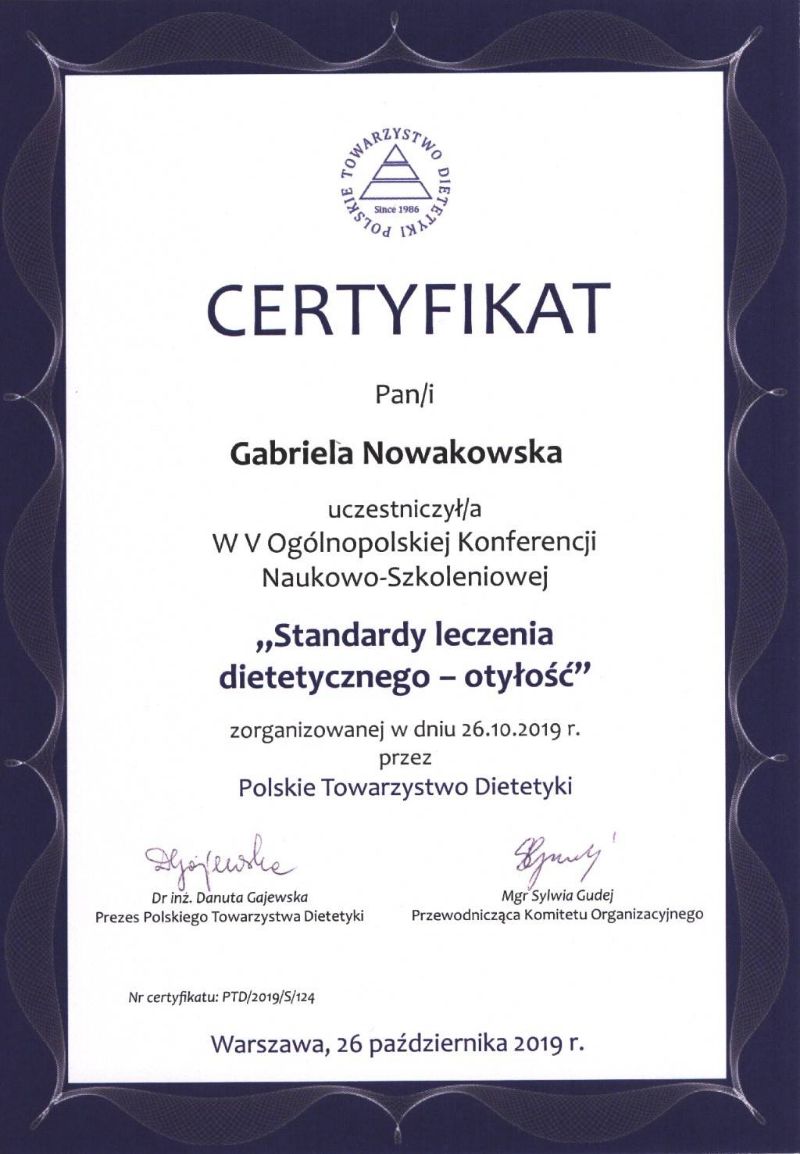 POLSKIE TOWARZYSTWO DIETETYKI
Since 1986
CERTYFIKAT
Pan/i
Gabriela Nowakowska
uczestniczył/a
W V Ogólnopolskiej Konferencji
Naukowo-Szkoleniowej
„Standardy leczenia
dietetycznego – otyłość”
zorganizowanej w dniu 26.10.2019 r.
przez
Polskie Towarzystwo Dietetyki
DGajewska
Dr inż. Danuta Gajewska
Prezes Polskiego Towarzystwa Dietetyki
Mgr Sylwia Gudej
Przewodnicząca Komitetu Organizacyjnego
Nr certyfikatu: PTD/2019/S/124
Warszawa, 26 października 2019 r.